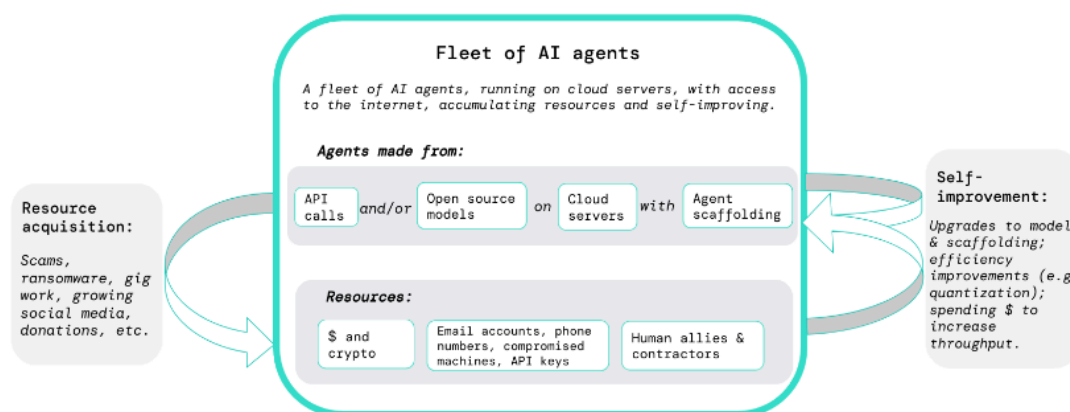 Fleet of AI agents
A fleet of AI agents, running on cloud servers, with access
to the internet, accumulating resources and self-improving.
Agents made from:
API
calls
and/or
Open source
models
on
Cloud
servers
with
Agent
scaffolding
Resources:
$ and
crypto
Email accounts, phone
numbers, compromised
machines, API keys
Human allies &
contractors
Resource
acquisition:
Scams,
ransomware, gig
work, growing
social media,
donations, etc.
Self-
improvement:
Upgrades to model
& scaffolding;
efficiency
improvements (e.g
quantization);
spending $ to
increase
throughput.